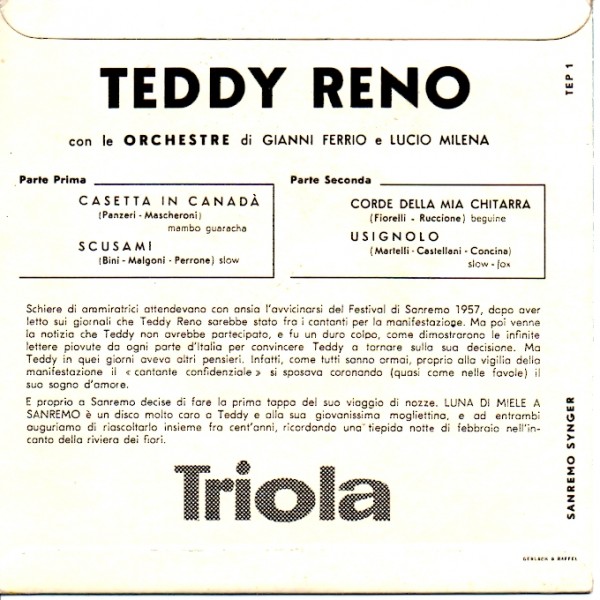 TEDDY RENO
TEP 1
con le ORCHESTRE di GIANNI FERRIO e LUCIO MILENA
Parte Prima
CASETTA IN CANADÀ
(Panzeri - Mascheroni)
mambo guaracha
SCUSAMI
(Bini - Malgoni - Perrone) slow
Parte Seconda
CORDE DELLA MIA CHITARRA
(Fiorelli - Ruccione) beguine
USIGNOLO
(Martelli - Castellani - Concina)
slow - fox
Schiere di ammiratrici attendevano con ansia l'avvicinarsi del Festival di Sanremo 1957, dopo aver
letto sui giornali che Teddy Reno sarebbe stato fra i cantanti per la manifestazione. Ma poi venne
la notizia che Teddy non avrebbe partecipato, e fu un duro colpo, come dimostrarono le infinite
lettere piovute da ogni parte d'Italia per convincere Teddy a tornare sulla sua decisione. Ma
Teddy in quei giorni aveva altri pensieri. Infatti, come tutti sanno ormai, proprio alla vigilia della
manifestazione il « cantante confidenziale » si sposava coronando (quasi come nelle favole) il
suo sogno d'amore.
E proprio a Sanremo decise di fare la prima tappa del suo viaggio di nozze. LUNA DI MIELE A
SANREMO è un disco molto caro a Teddy e alla sua giovanissima mogliettina, e ad entrambi
auguriamo di riascoltarlo insieme fra cent'anni, ricordando una tiepida notte di febbraio nell'in-
canto della riviera dei fiori.
Triola
SANREMO SYNGER
GERLACH & RAFFEL